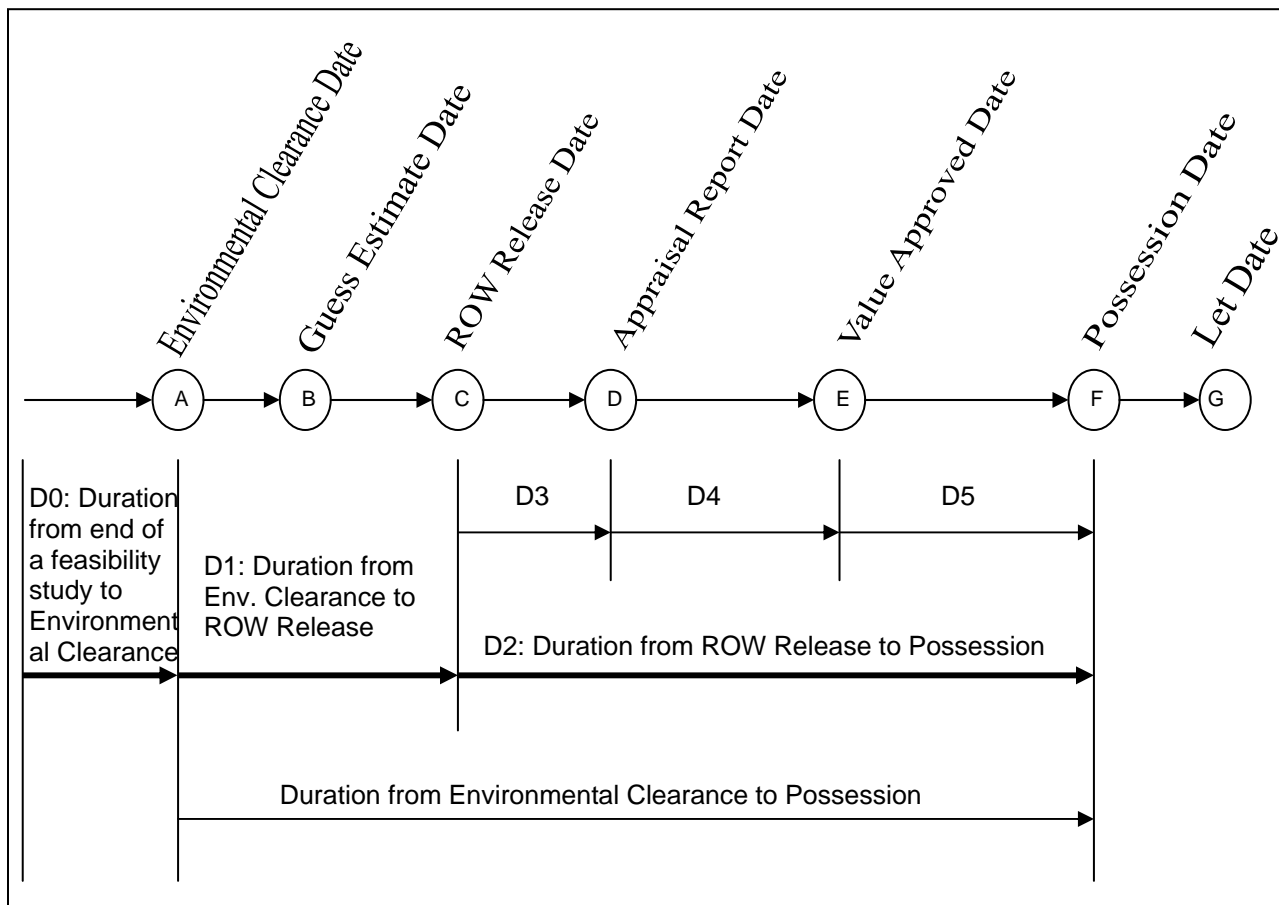 Environmental Clearance Date
Guess Estimate Date
ROW Release Date
Appraisal Report Date
Value Approved Date
Possession Date
Let Date
A
B
C
D
E
F
G
D0: Duration
from end of
a feasibility
study to
Environment
al Clearance
D1: Duration from
Env. Clearance to
ROW Release
D3
D4
D5
D2: Duration from ROW Release to Possession
Duration from Environmental Clearance to Possession